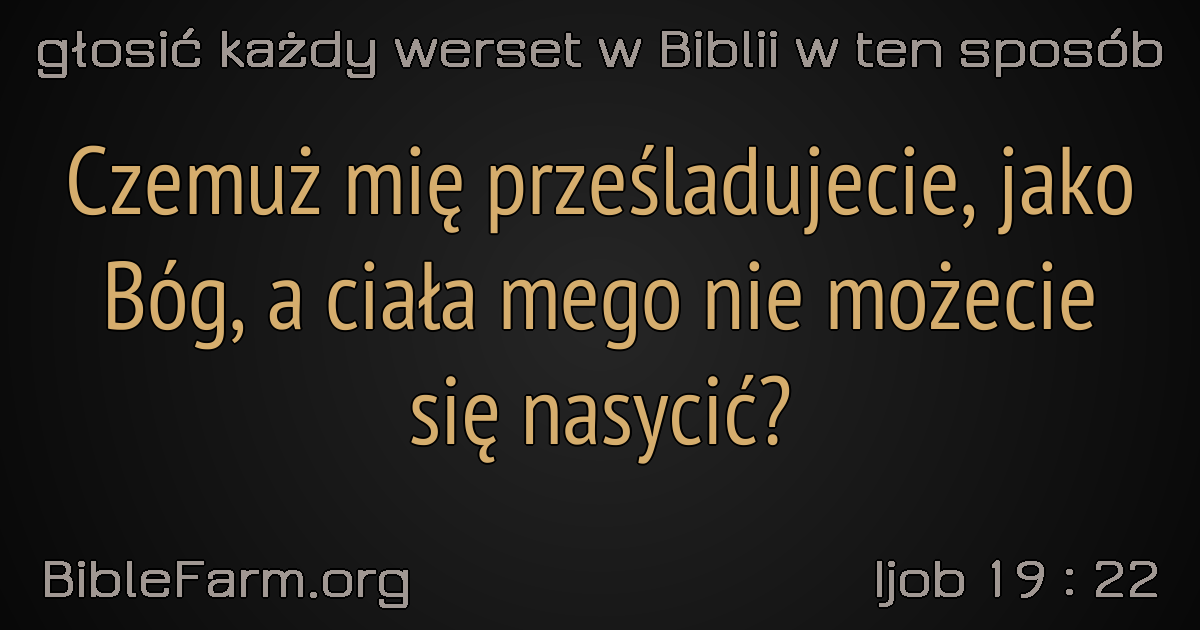 głosić każdy werset w Biblii w ten sposób
Czemuż mię prześladujecie, jako
Bóg, a ciała mego nie możecie
się nasycić?
BibleFarm.org
Ijob 19 : 22